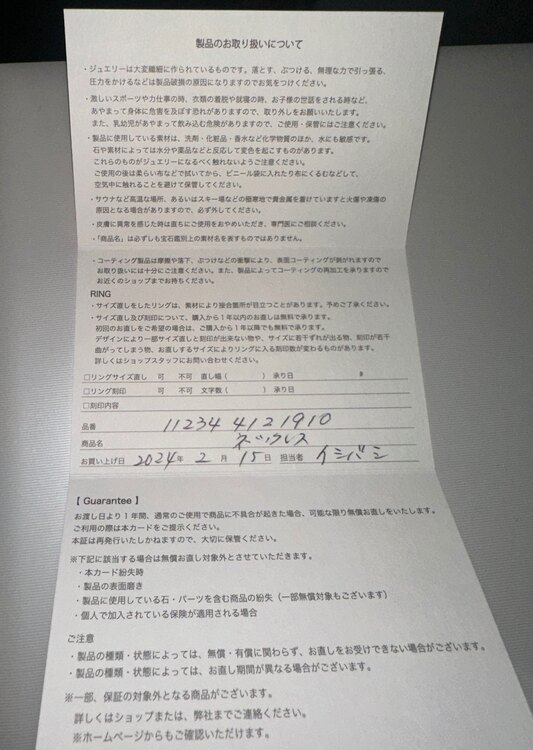 製品のお取り扱いについて
・ジュエリーは大変繊細に作られているものです。落とす、ぶつける、無理な力で引っ張る、
圧力をかけるなどは製品破損の原因になりますのでお気をつけください。
・激しいスポーツや力仕事の時、衣類の着脱や就寝の時、お子様の世話をされる時など、
あやまって身体に危害を及ぼす恐れがありますので、取り外しをお願いいたします。
また、乳幼児があやまって飲み込む危険がありますので、ご使用・保管にはご注意ください。
・製品に使用している素材は、洗剤・化粧品・香水など化学物質のほか、水にも敏感です。
石や素材によっては水分や薬品などと反応して変色を起こすものがあります。
これらのものがジュエリーになるべく触れないようご注意ください。
ご使用の後は柔らい布などで拭いてから、ビニール袋に入れたり布にくるむなどして、
空気中に触れることを避けて保管してください。
・サウナなど高温な場所、あるいはスキー場などの極寒地で貴金属を着けていますと火傷や凍傷の
原因となる場合がありますので、必ず外してください。
・皮膚に異常を感じた時は直ちにご使用をおやめいただき、専門医にご相談ください。
・「商品名」は必ずしも宝石鑑別上の素材名を表すものではありません。
・コーティング製品は摩擦や落下、ぶつけなどの衝撃により、表面コーティングが剥がれますので
お取り扱いには十分にご注意ください。また、製品によってコーティングの再加工を承りますので
お近くのショップまでお持ちください。
RING
・サイズ直しをしたリングは、素材により接合箇所が目立つことがあります。予めご了承ください。
・サイズ直し及び刻印について、購入から1年以内のお直しは無料で承ります。
初回のお直しをご希望の場合は、ご購入から1年以降でも無料で承ります。
デザインにより一部サイズ直しと刻印が出来ない物や、サイズに若干ずれが出る物、刻印が若干
曲がってしまう物、お直しするサイズによりリングに入る刻印数が変わるものがあります。
詳しくはショップスタッフにお問い合わせください。
□リングサイズ直し 可 不可 直し幅( ) 承り日
□リング刻印 可 不可 文字数( ) 承り日
□刻印内容
品番 11234 4121910
商品名 ネックレス
お買い上げ日 2024年 2 月 15日 担当者 イシバシ
【 Guarantee 】
お渡し日より1年間、通常のご使用で商品に不具合が起きた場合、可能な限り無償お直しをいたします。
ご利用の際は本カードをご提示ください。
本証は再発行いたしかねますので、大切に保管ください。
※下記に該当する場合は無償お直し対象外とさせていただきます。
・本カード紛失時
・製品の表面磨き
・製品に使用している石・パーツを含む商品の紛失（一部無償対象もございます）
・個人で加入されている保険が適用される場合
ご注意
・製品の種類・状態によっては、無償・有償に関わらず、お直しをお受けできない場合がございます。
・製品の種類・状態によっては、お直し期間が異なる場合がございます。
※一部、保証の対象外となる商品がございます。
詳しくはショップまたは、弊社までご連絡ください。
※ホームページからもご確認いただけます。